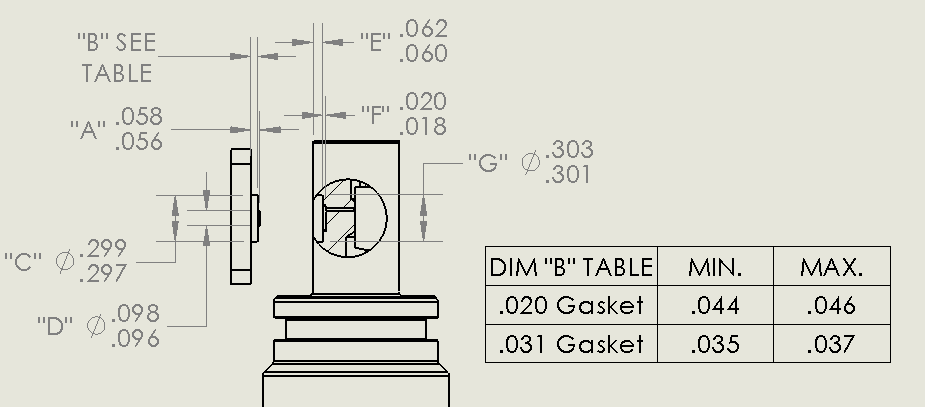 "B" SEE
TABLE
"E" .062
.060
"A" .058
.056
"F" .020
.018
"G" ∅.303
.301
"C" ∅.299
.297
"D" ∅.098
.096
DIM "B" TABLE MIN. MAX.
.020 Gasket .044 .046
.031 Gasket .035 .037